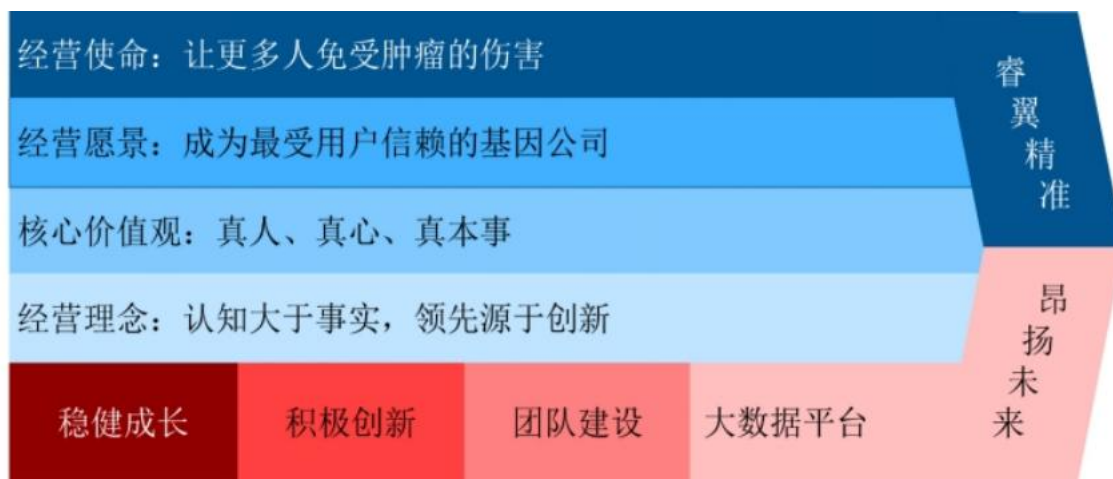 经营使命：让更多人免受肿瘤的伤害
经营愿景：成为最受用户信赖的基因公司
核心价值观：真人、真心、真本事
经营理念：认知大于事实，领先源于创新
稳健成长
积极创新
团队建设
大数据平台
睿翼精准
昂扬未来